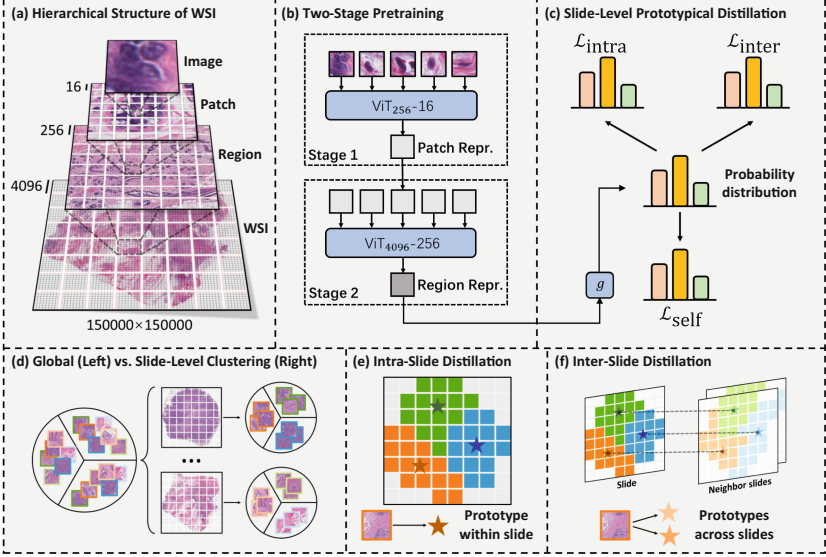 (a) Hierarchical Structure of WSI
Image
16
Patch
256
Region
4096
WSI
150000×150000
(b) Two-Stage Pretraining
ViT₂₅₆-16
Patch Repr.
Stage 1
ViT₄₀₉₆-256
Region Repr.
Stage 2
(c) Slide-Level Prototypical Distillation
ℒintra
ℒinter
Probability
distribution
g
ℒself
(d) Global (Left) vs. Slide-Level Clustering (Right)
...
(e) Intra-Slide Distillation
Prototype
within slide
(f) Inter-Slide Distillation
Slide
Neighbor slides
Prototypes
across slides